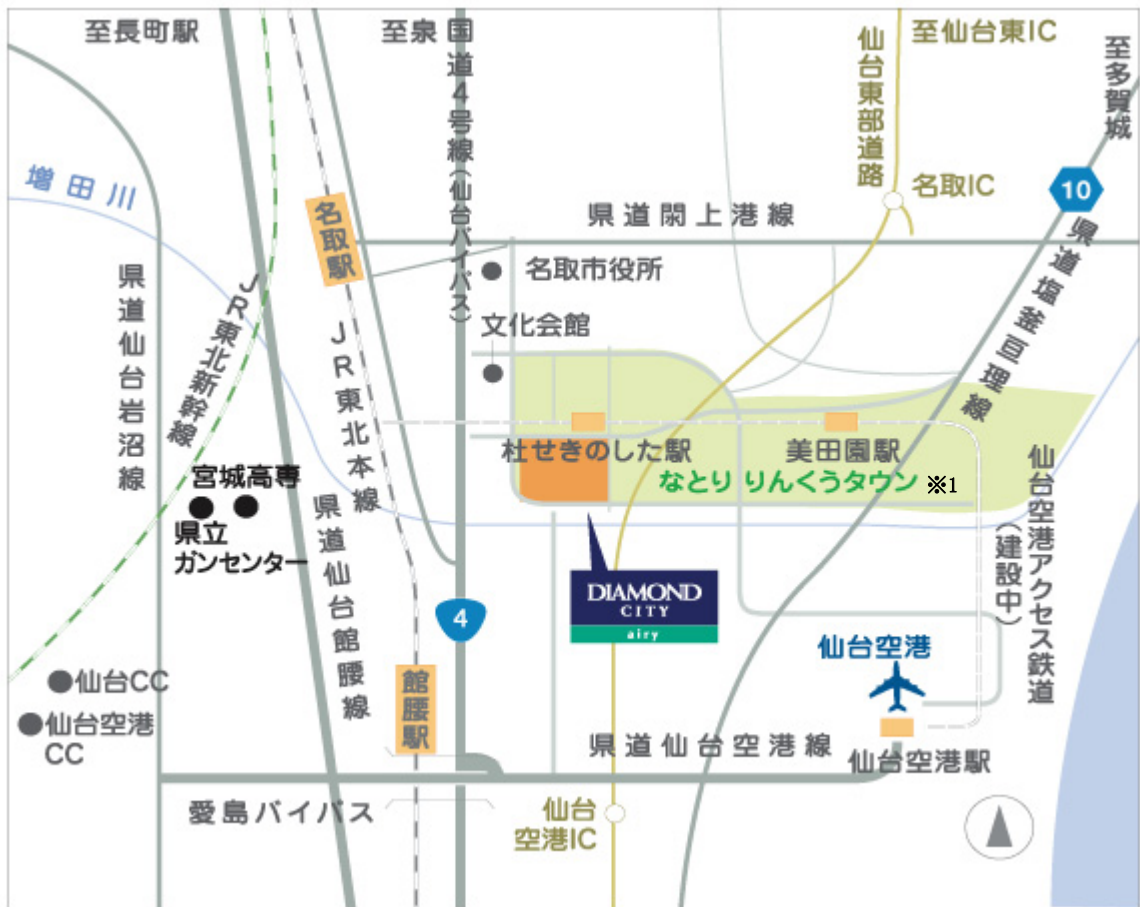 至長町駅
至泉
国道4号線(仙台バイパス)
仙台東部道路
至仙台東IC
至多賀城
増田川
名取IC
10
名取駅
県道閖上港線
県道塩釜亘理線
県道仙台岩沼線
JR東北新幹線
名取市役所
文化会館
JR東北本線
杜せきのした駅
美田園駅
なとり りんくうタウン ※1
宮城高専
県立
ガンセンター
県道仙台館腰線
仙台空港アクセス鉄道
(建設中)
DIAMOND
CITY
airy
4
仙台空港
仙台CC
仙台空港
CC
館腰駅
県道仙台空港線
仙台空港駅
愛島バイパス
仙台
空港IC